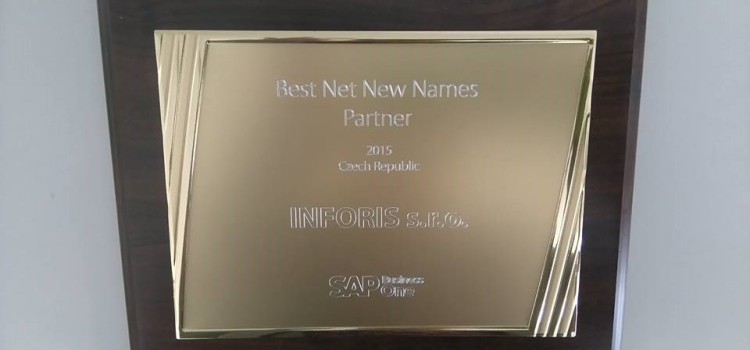 Best Net New Names
Partner
2015
Czech Republic
INFORIS s.r.o.
SAP Business
One